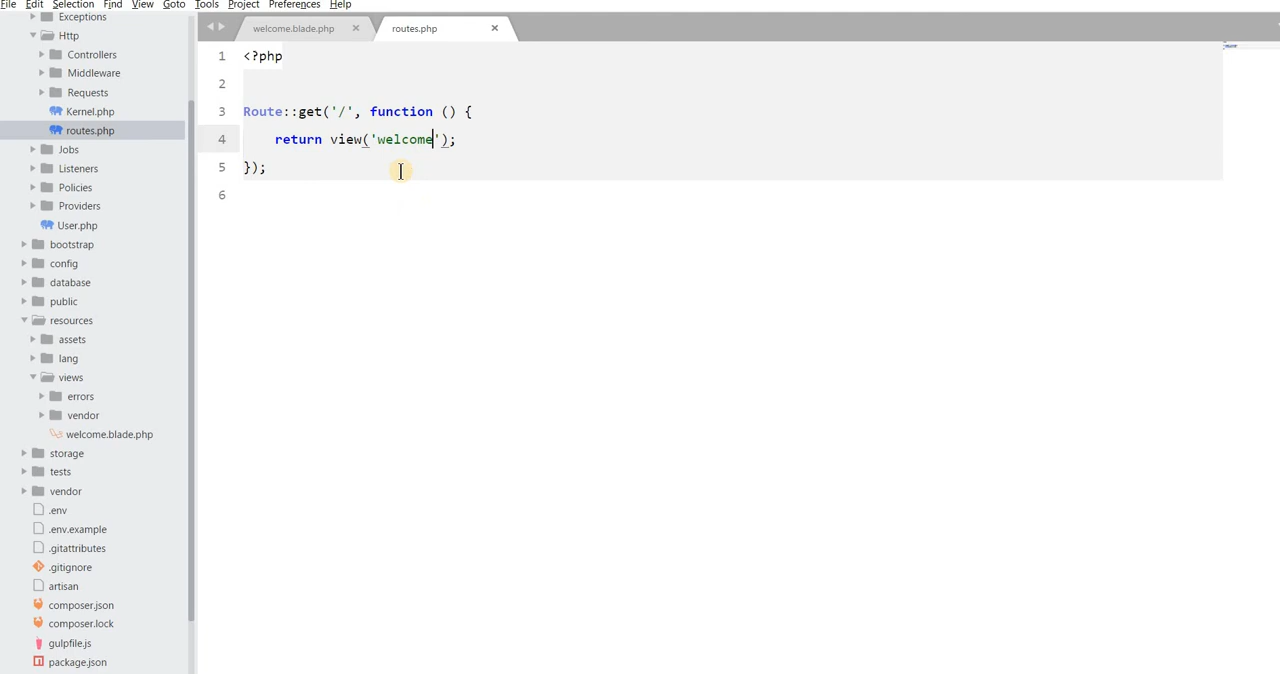 File Edit Selection Find View Goto Tools Project Preferences Help
Exceptions
Http
Controllers
Middleware
Requests
Kernel.php
routes.php
Jobs
Listeners
Policies
Providers
User.php
bootstrap
config
database
public
resources
assets
lang
views
errors
vendor
welcome.blade.php
storage
tests
vendor
.env
.env.example
.gitattributes
.gitignore
artisan
composer.json
composer.lock
gulpfile.js
package.json
welcome.blade.php routes.php
1 <?php
2
3 Route::get('/', function () {
4 return view('welcome');
5 });
6